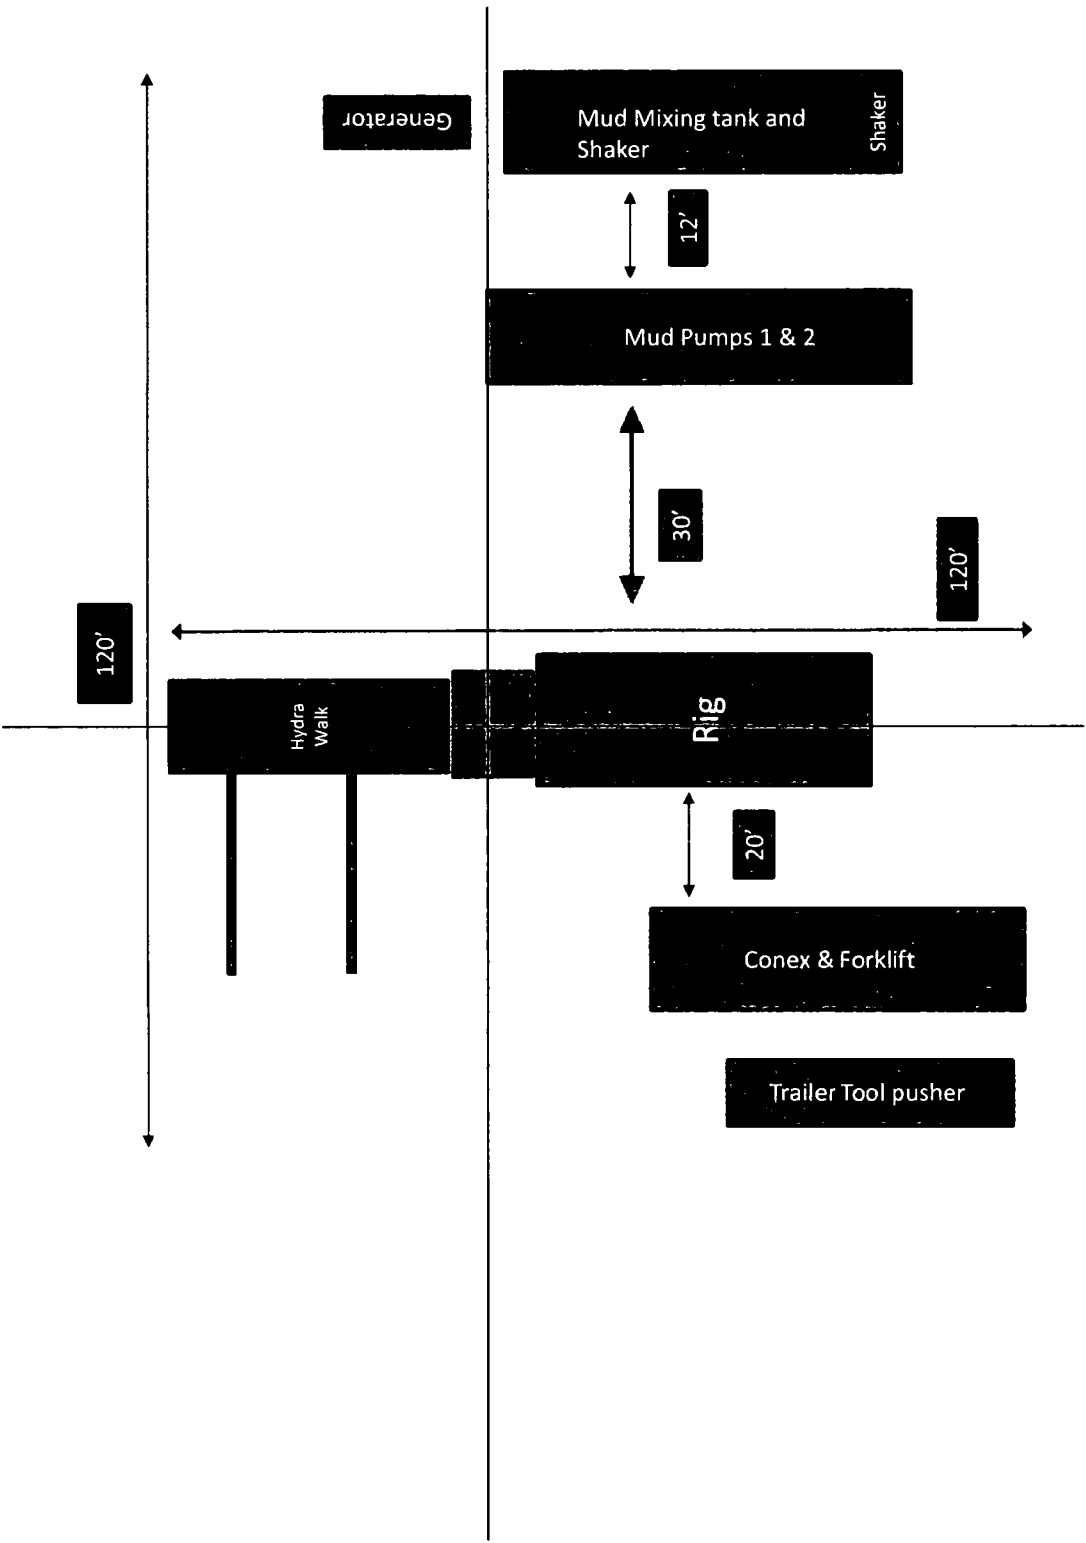 Generator
Mud Mixing tank and
Shaker
Shaker
12'
Mud Pumps 1 & 2
30'
120'
120'
Hydra
Walk
Rig
20'
Conex & Forklift
Trailer Tool pusher